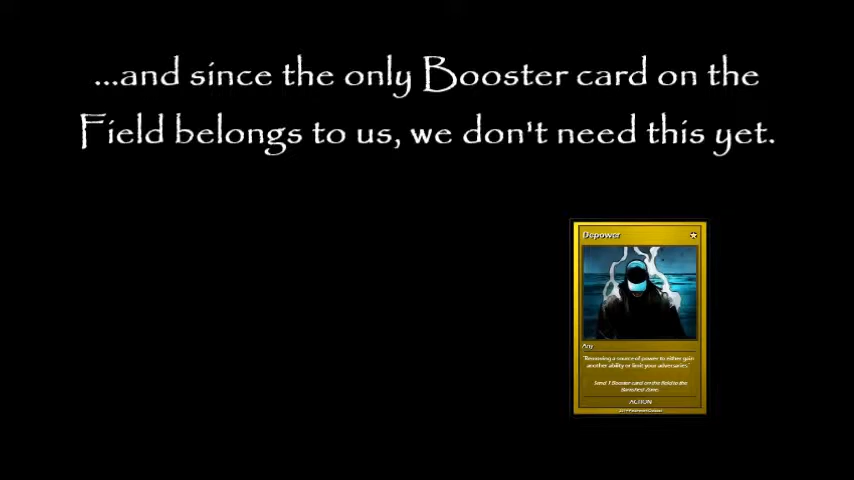 ...and since the only Booster card on the
Field belongs to us, we don't need this yet.
Depower
Any
"Removing a source of power to either gain
another ability or limit your adversaries."
Send 1 Booster card on the field to the
Banished Zone.
ACTION